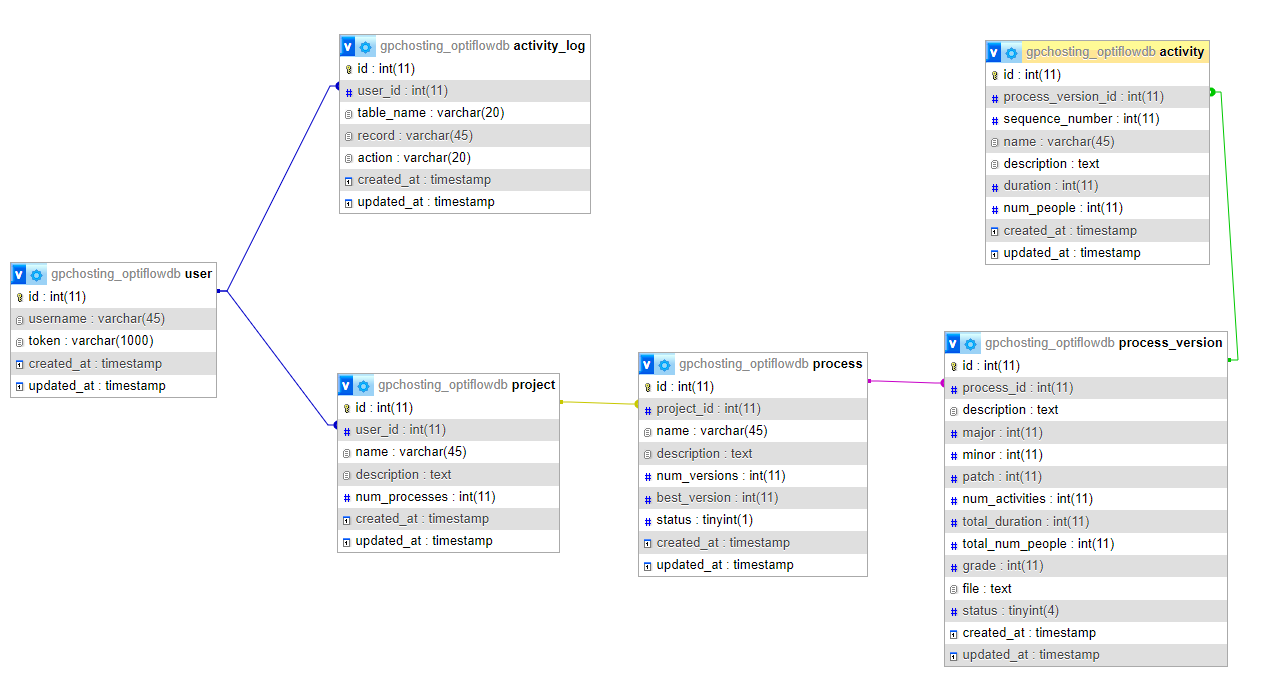 v gpchosting_optiflowdb activity_log
id : int(11)
# user_id : int(11)
table_name : varchar(20)
record : varchar(45)
action : varchar(20)
created_at : timestamp
updated_at : timestamp
v gpchosting_optiflowdb activity
id : int(11)
# process_version_id : int(11)
# sequence_number : int(11)
name : varchar(45)
description : text
# duration : int(11)
# num_people : int(11)
created_at : timestamp
updated_at : timestamp
v gpchosting_optiflowdb user
id : int(11)
username : varchar(45)
token : varchar(1000)
created_at : timestamp
updated_at : timestamp
v gpchosting_optiflowdb project
id : int(11)
# user_id : int(11)
name : varchar(45)
description : text
# num_processes : int(11)
created_at : timestamp
updated_at : timestamp
v gpchosting_optiflowdb process
id : int(11)
# project_id : int(11)
name : varchar(45)
description : text
# num_versions : int(11)
# best_version : int(11)
# status : tinyint(1)
created_at : timestamp
updated_at : timestamp
v gpchosting_optiflowdb process_version
id : int(11)
# process_id : int(11)
description : text
# major : int(11)
# minor : int(11)
# patch : int(11)
# num_activities : int(11)
# total_duration : int(11)
# total_num_people : int(11)
# grade : int(11)
file : text
# status : tinyint(4)
created_at : timestamp
updated_at : timestamp